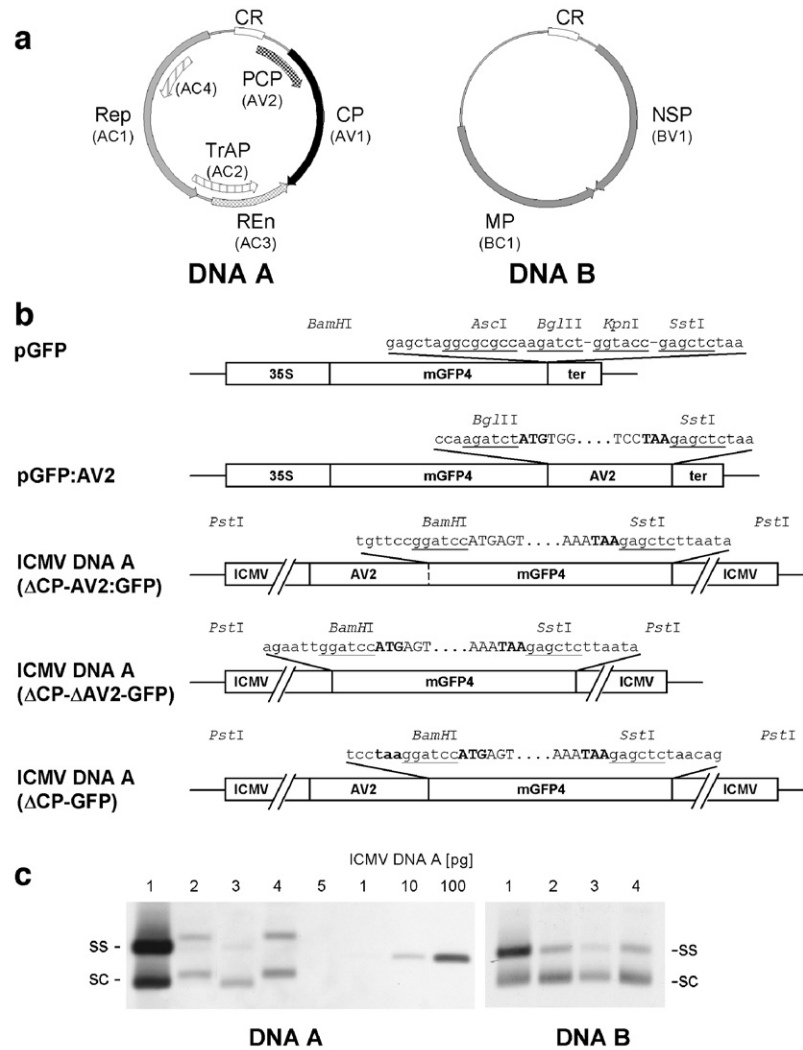 a
CR
PCP
(AV2)
(AC4)
Rep
(AC1)
CP
(AV1)
TrAP
(AC2)
REn
(AC3)
DNA A
CR
NSP
(BV1)
MP
(BC1)
DNA B
b
pGFP
BamHI AscI BglII KpnI SstI
gagctaggcgcgccaagatct-ggtacc-gagctctaa
35S mGFP4 ter
pGFP:AV2
BglII SstI
ccaagatctATGTGG....TCCTAAgagctctaa
35S mGFP4 AV2 ter
ICMV DNA A
(ΔCP-AV2:GFP)
PstI BamHI SstI PstI
tgttccggatccATGAGT....AAATAAgagctcttaata
ICMV AV2 mGFP4 ICMV
ICMV DNA A
(ΔCP-ΔAV2-GFP)
PstI BamHI SstI PstI
agaattggatccATGAGT....AAATAAgagctcttaata
ICMV mGFP4 ICMV
ICMV DNA A
(ΔCP-GFP)
PstI BamHI SstI PstI
tcctaaggatccATGAGT....AAATAAgagctctaacag
ICMV AV2 mGFP4 ICMV
c
ICMV DNA A [pg]
1 2 3 4 5 1 10 100
1 2 3 4
SS -
SC -
-SS
-SC
DNA A
DNA B